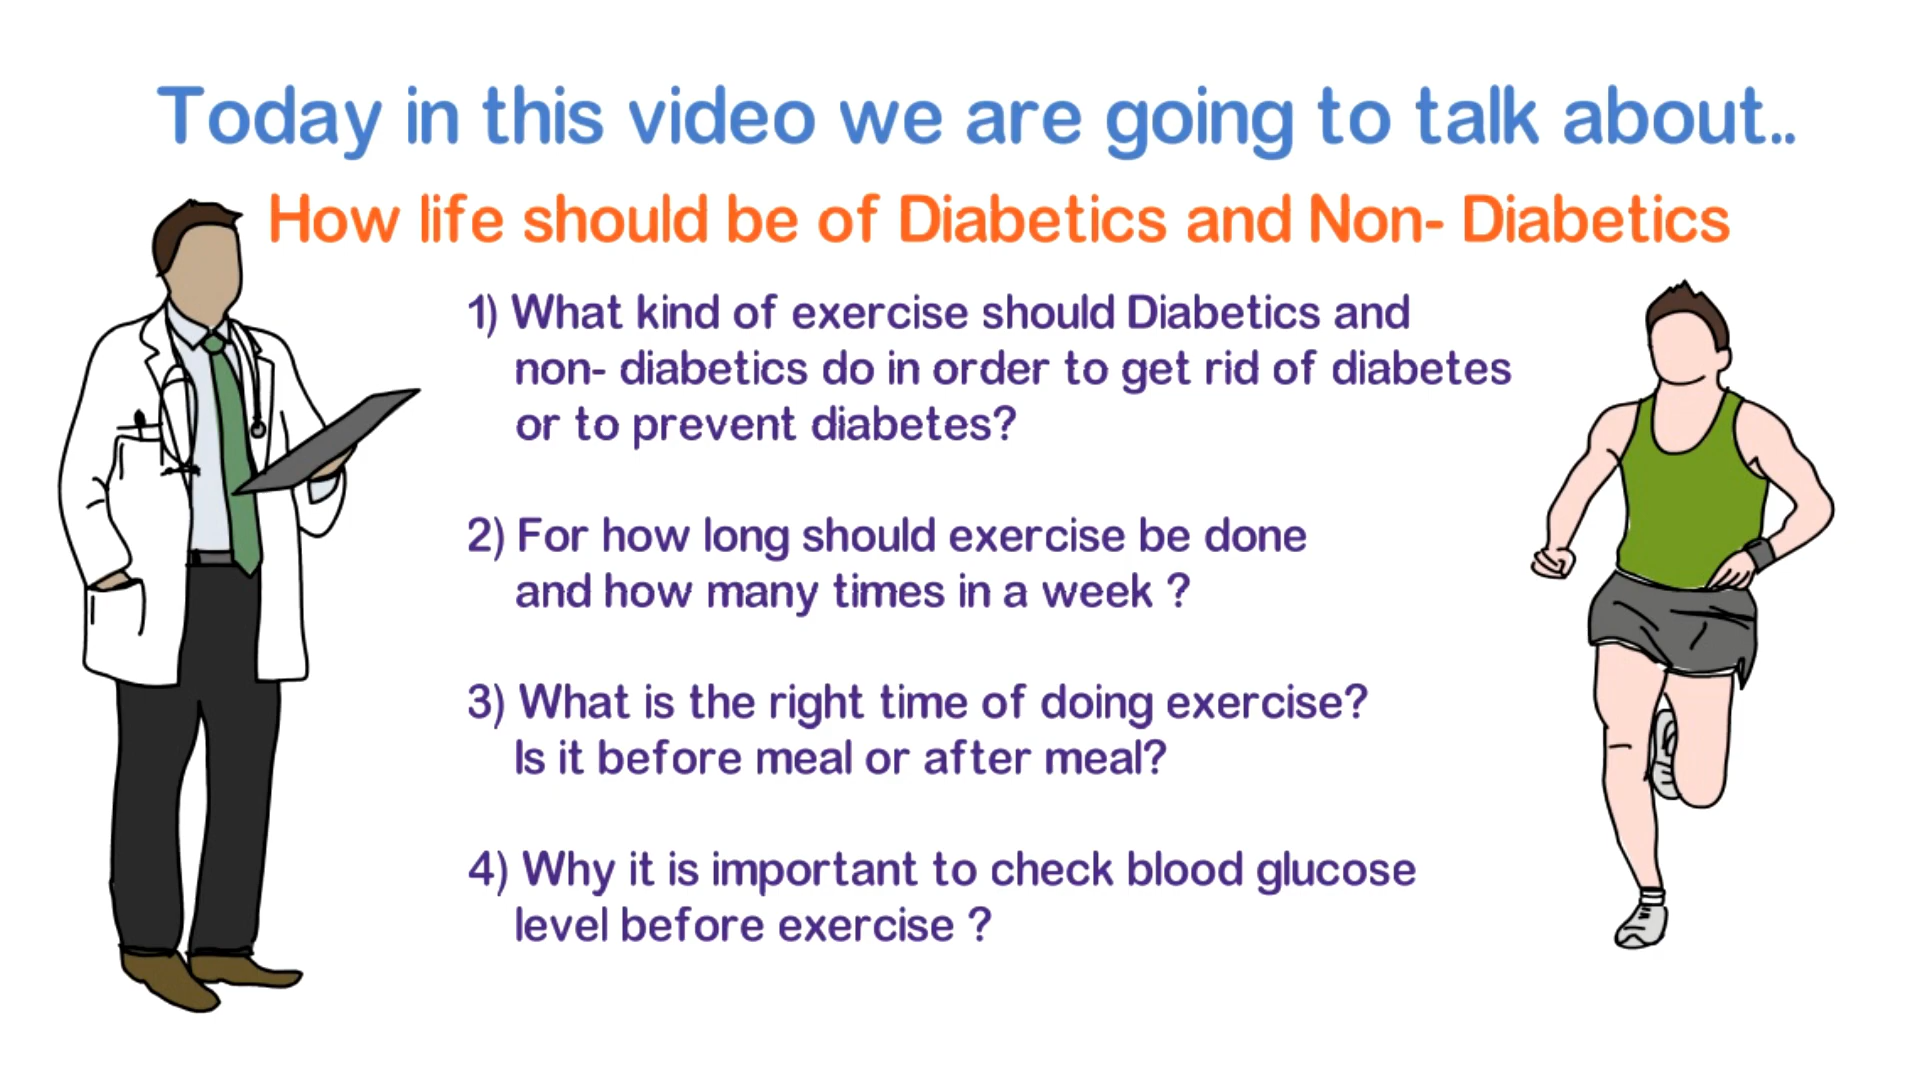 Today in this video we are going to talk about..
How life should be of Diabetics and Non- Diabetics
1) What kind of exercise should Diabetics and
non- diabetics do in order to get rid of diabetes
or to prevent diabetes?
2) For how long should exercise be done
and how many times in a week ?
3) What is the right time of doing exercise?
Is it before meal or after meal?
4) Why it is important to check blood glucose
level before exercise ?